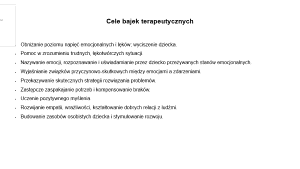 Cele bajek terapeutycznych
Obniżanie poziomu napięć emocjonalnych i lęków, wyciszenie dziecka.
Pomoc w zrozumieniu trudnych, lękotwórczych sytuacji.
Nazywanie emocji, rozpoznawanie i uświadamianie przez dziecko przeżywanych stanów emocjonalnych.
Wyjaśnianie związków przyczynowo-skutkowych między emocjami a zdarzeniami.
Przekazywanie skutecznych strategii rozwiązania problemów.
Zastępcze zaspakajanie potrzeb i kompensowanie braków.
Uczenie pozytywnego myślenia.
Rozwijanie empatii, wrażliwości, kształtowanie dobrych relacji z ludźmi.
Budowanie zasobów osobistych dziecka i stymulowanie rozwoju.